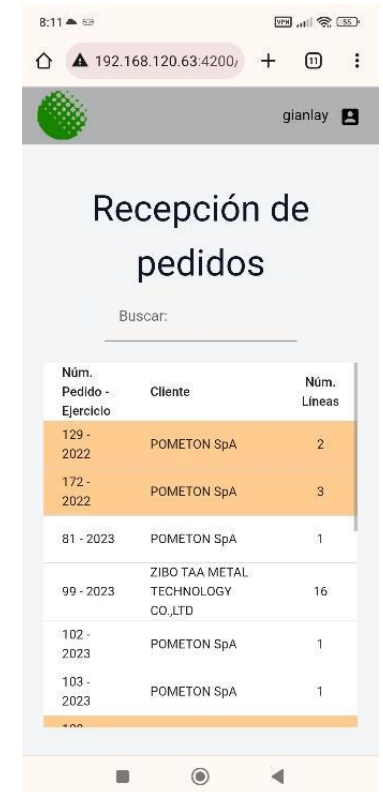 8:11
VPN
55
192.168.120.63:4200/
11
gianlay
Recepción de
pedidos
Buscar:
Núm.
Pedido -
Ejercicio
Cliente
Núm.
Líneas
129 -
2022
POMETON SpA
2
172 -
2022
POMETON SpA
3
81 - 2023
POMETON SpA
1
99 - 2023
ZIBO TAA METAL
TECHNOLOGY
CO.,LTD
16
102 -
2023
POMETON SpA
1
103 -
2023
POMETON SpA
1